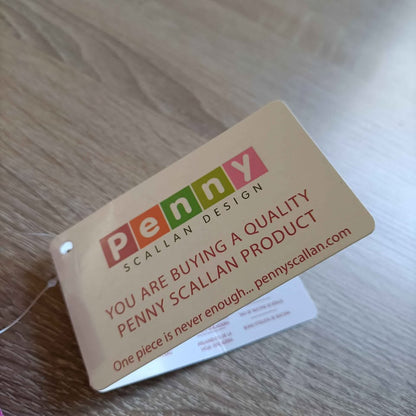 Penny
SCALLAN DESIGN
YOU ARE BUYING A QUALITY
PENNY SCALLAN PRODUCT
One piece is never enough... pennyscallan.com